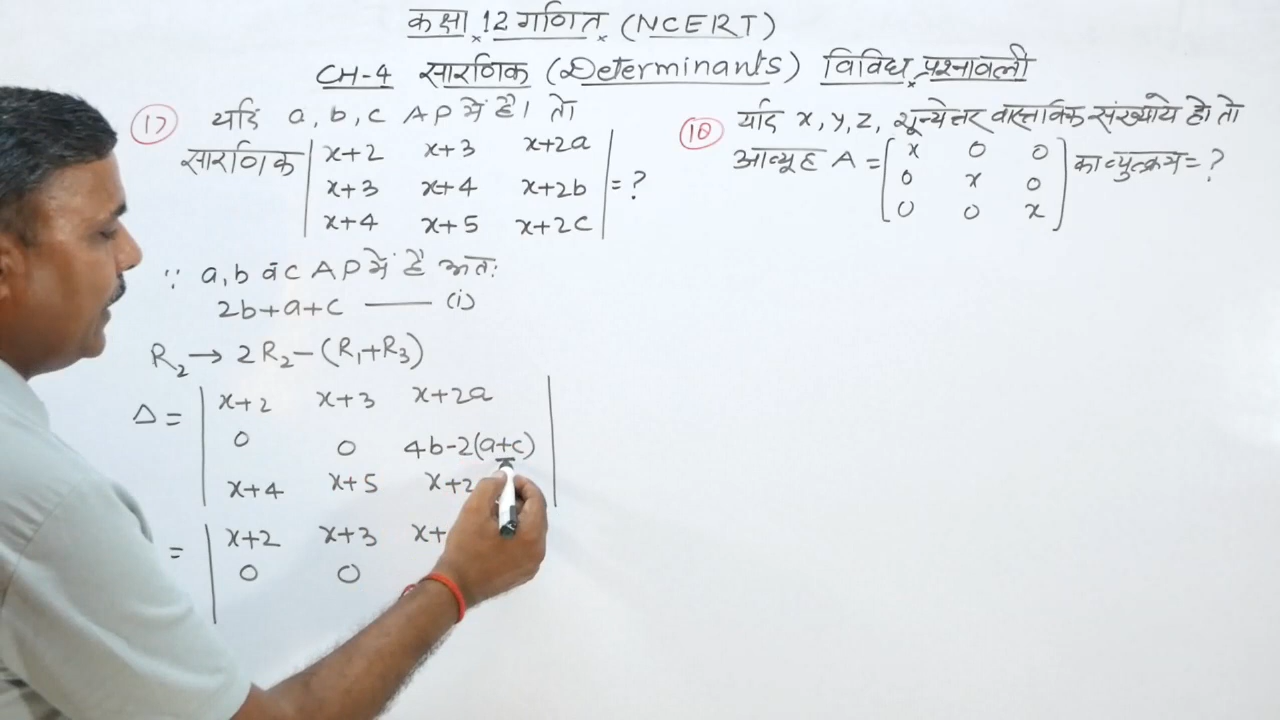 कक्षा 12 गणित (NCERT)
CH-4 सारणिक (Determinants) विविध प्रश्नावली
17 यदि a, b, c AP में है। तो
सारणिक | x+2 x+3 x+2a |
| x+3 x+4 x+2b | = ?
| x+4 x+5 x+2c |
∵ a, b व c AP में है अतः
2b+a+c —— (i)
R₂ → 2R₂-(R₁+R₃)
Δ = | x+2 x+3 x+2a |
| 0 0 4b-2(a+c) |
| x+4 x+5 x+2
= | x+2 x+3 x+
| 0 0
18 यदि x, y, z, शून्येत्तर वास्तविक संख्याये हो तो
आव्यूह A = [ x 0 0 ] का व्युत्क्रम = ?
[ 0 x 0 ]
[ 0 0 x ]